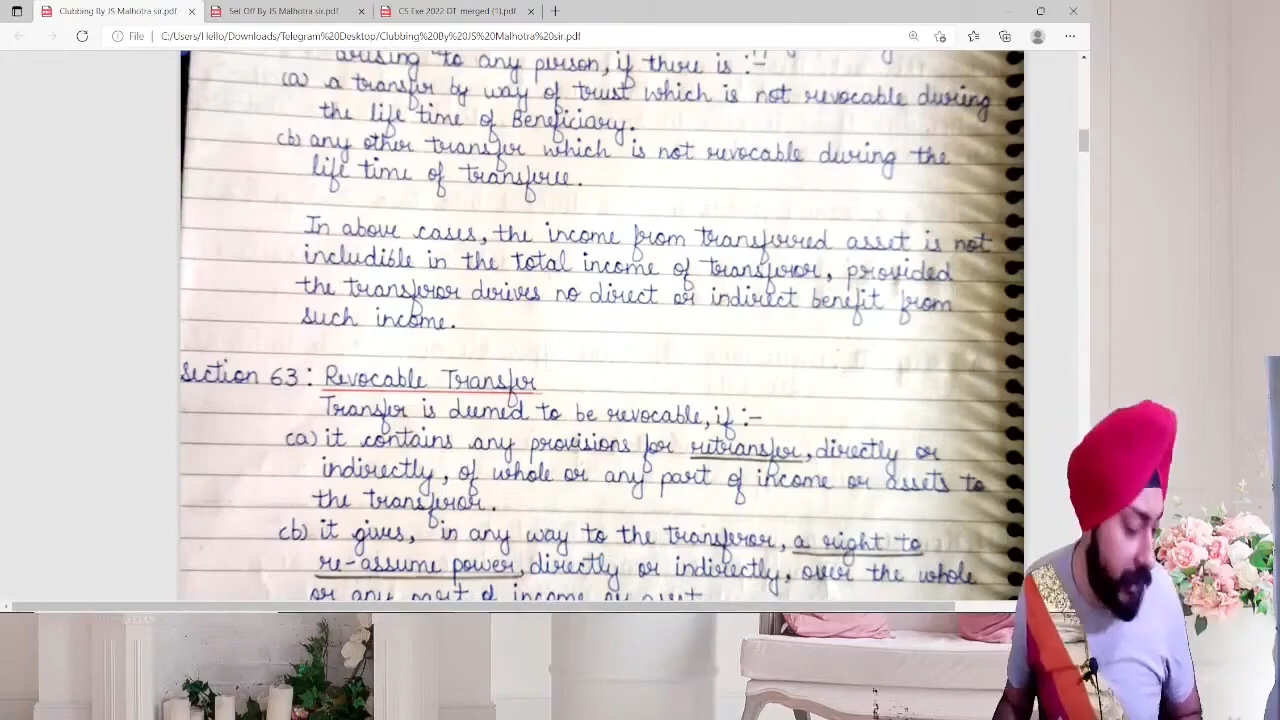 Clubbing By JS Malhotra sir.pdf
Set Off By JS Malhotra sir.pdf
CS Exe 2022 DT merged (1).pdf
File
C:/Users/Hello/Downloads/Telegram%20Desktop/Clubbing%20By%20JS%20Malhotra%20sir.pdf
arising to any person, if there is :-
(a) a transfer by way of trust which is not revocable during
the life time of Beneficiary.
(b) any other transfer which is not revocable during the
life time of transferee.
In above cases, the income from transferred asset is not
includible in the total income of transferor, provided
the transferor derives no direct or indirect benefit from
such income.
Section 63: Revocable Transfer
Transfer is deemed to be revocable, if :-
(a) it contains any provisions for retransfer, directly or
indirectly, of whole or any part of income or assets to
the transferor.
(b) it gives, in any way to the transferor, a right to
re-assume power, directly or indirectly, over the whole
or any part of income or asset